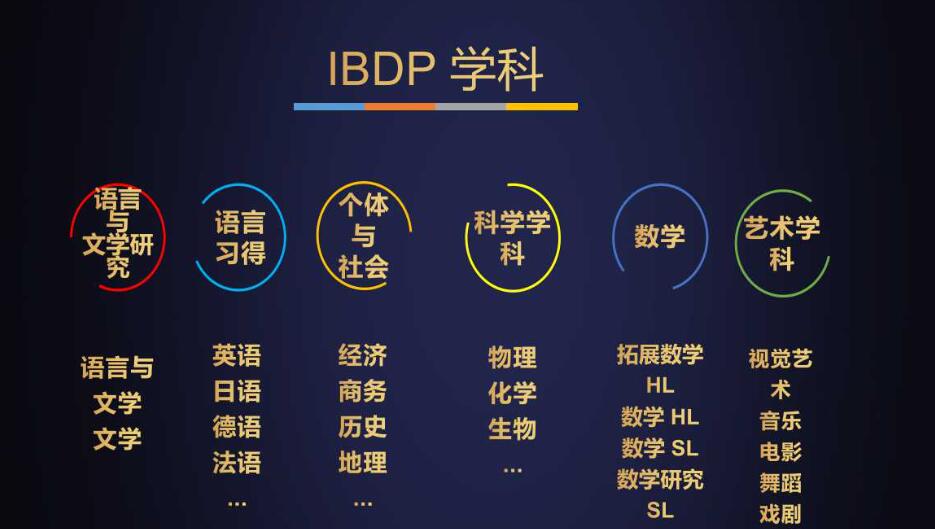 IBDP 学科
语言
与
文学研
究
语言
习得
个体
与
社会
科学学
科
数学
艺术学
科
语言与
文学
文学
英语
日语
德语
法语
...
经济
商务
历史
地理
...
物理
化学
生物
...
拓展数学
HL
数学 HL
数学 SL
数学研究
SL
视觉艺
术
音乐
电影
舞蹈
戏剧